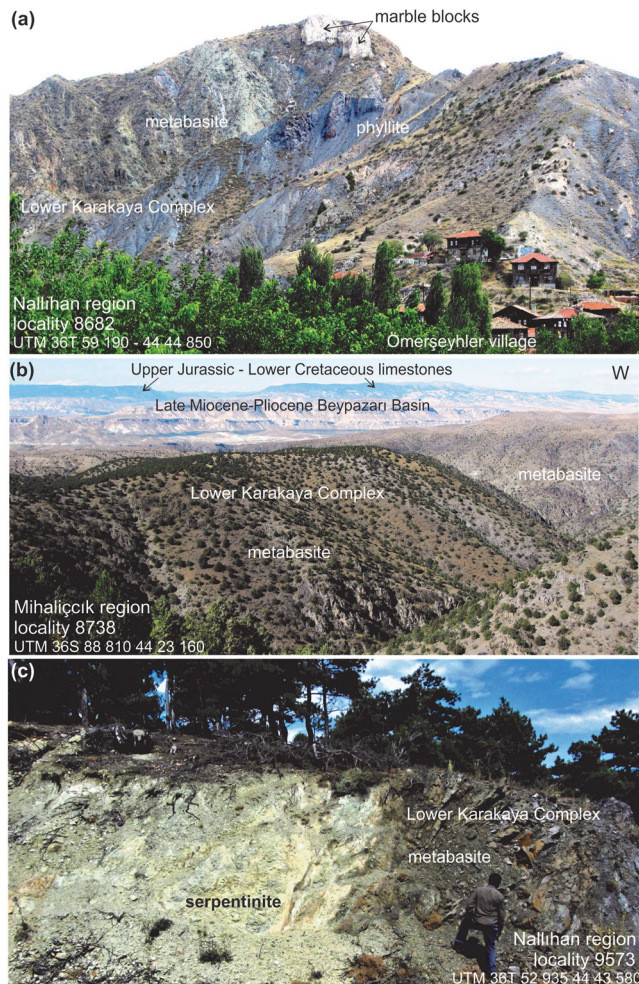 (a)
marble blocks
metabasite
phyllite
Lower Karakaya Complex
Nallıhan region
locality 8682
UTM 36T 59 190 - 44 44 850
Ömerşeyhler village
(b)
Upper Jurassic - Lower Cretaceous limestones
W
Late Miocene-Pliocene Beypazarı Basin
metabasite
Lower Karakaya Complex
metabasite
Mihalıçcık region
locality 8738
UTM 36S 88 810 44 23 160
(c)
Lower Karakaya Complex
metabasite
serpentinite
Nallıhan region
locality 9573
UTM 36T 52 935 44 43 580